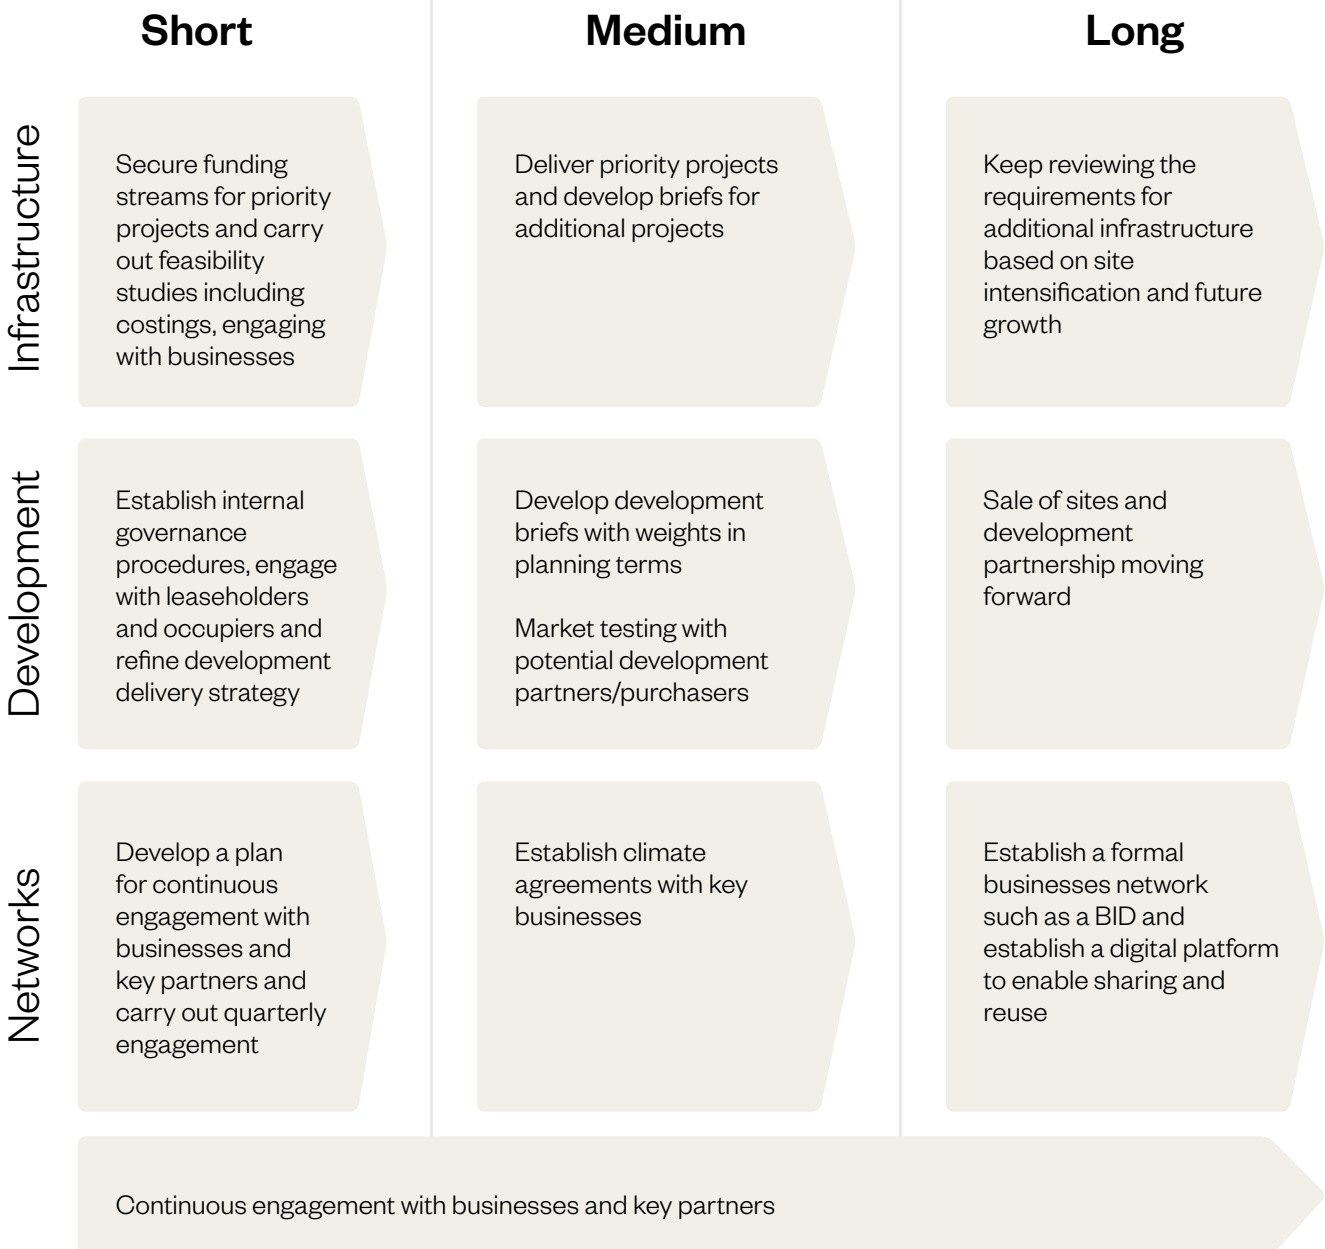 Short
Medium
Long
Infrastructure
Secure funding
streams for priority
projects and carry
out feasibility
studies including
costings, engaging
with businesses
Deliver priority projects
and develop briefs for
additional projects
Keep reviewing the
requirements for
additional infrastructure
based on site
intensification and future
growth
Development
Establish internal
governance
procedures, engage
with leaseholders
and occupiers and
refine development
delivery strategy
Develop development
briefs with weights in
planning terms
Market testing with
potential development
partners/purchasers
Sale of sites and
development
partnership moving
forward
Networks
Develop a plan
for continuous
engagement with
businesses and
key partners and
carry out quarterly
engagement
Establish climate
agreements with key
businesses
Establish a formal
businesses network
such as a BID and
establish a digital platform
to enable sharing and
reuse
Continuous engagement with businesses and key partners